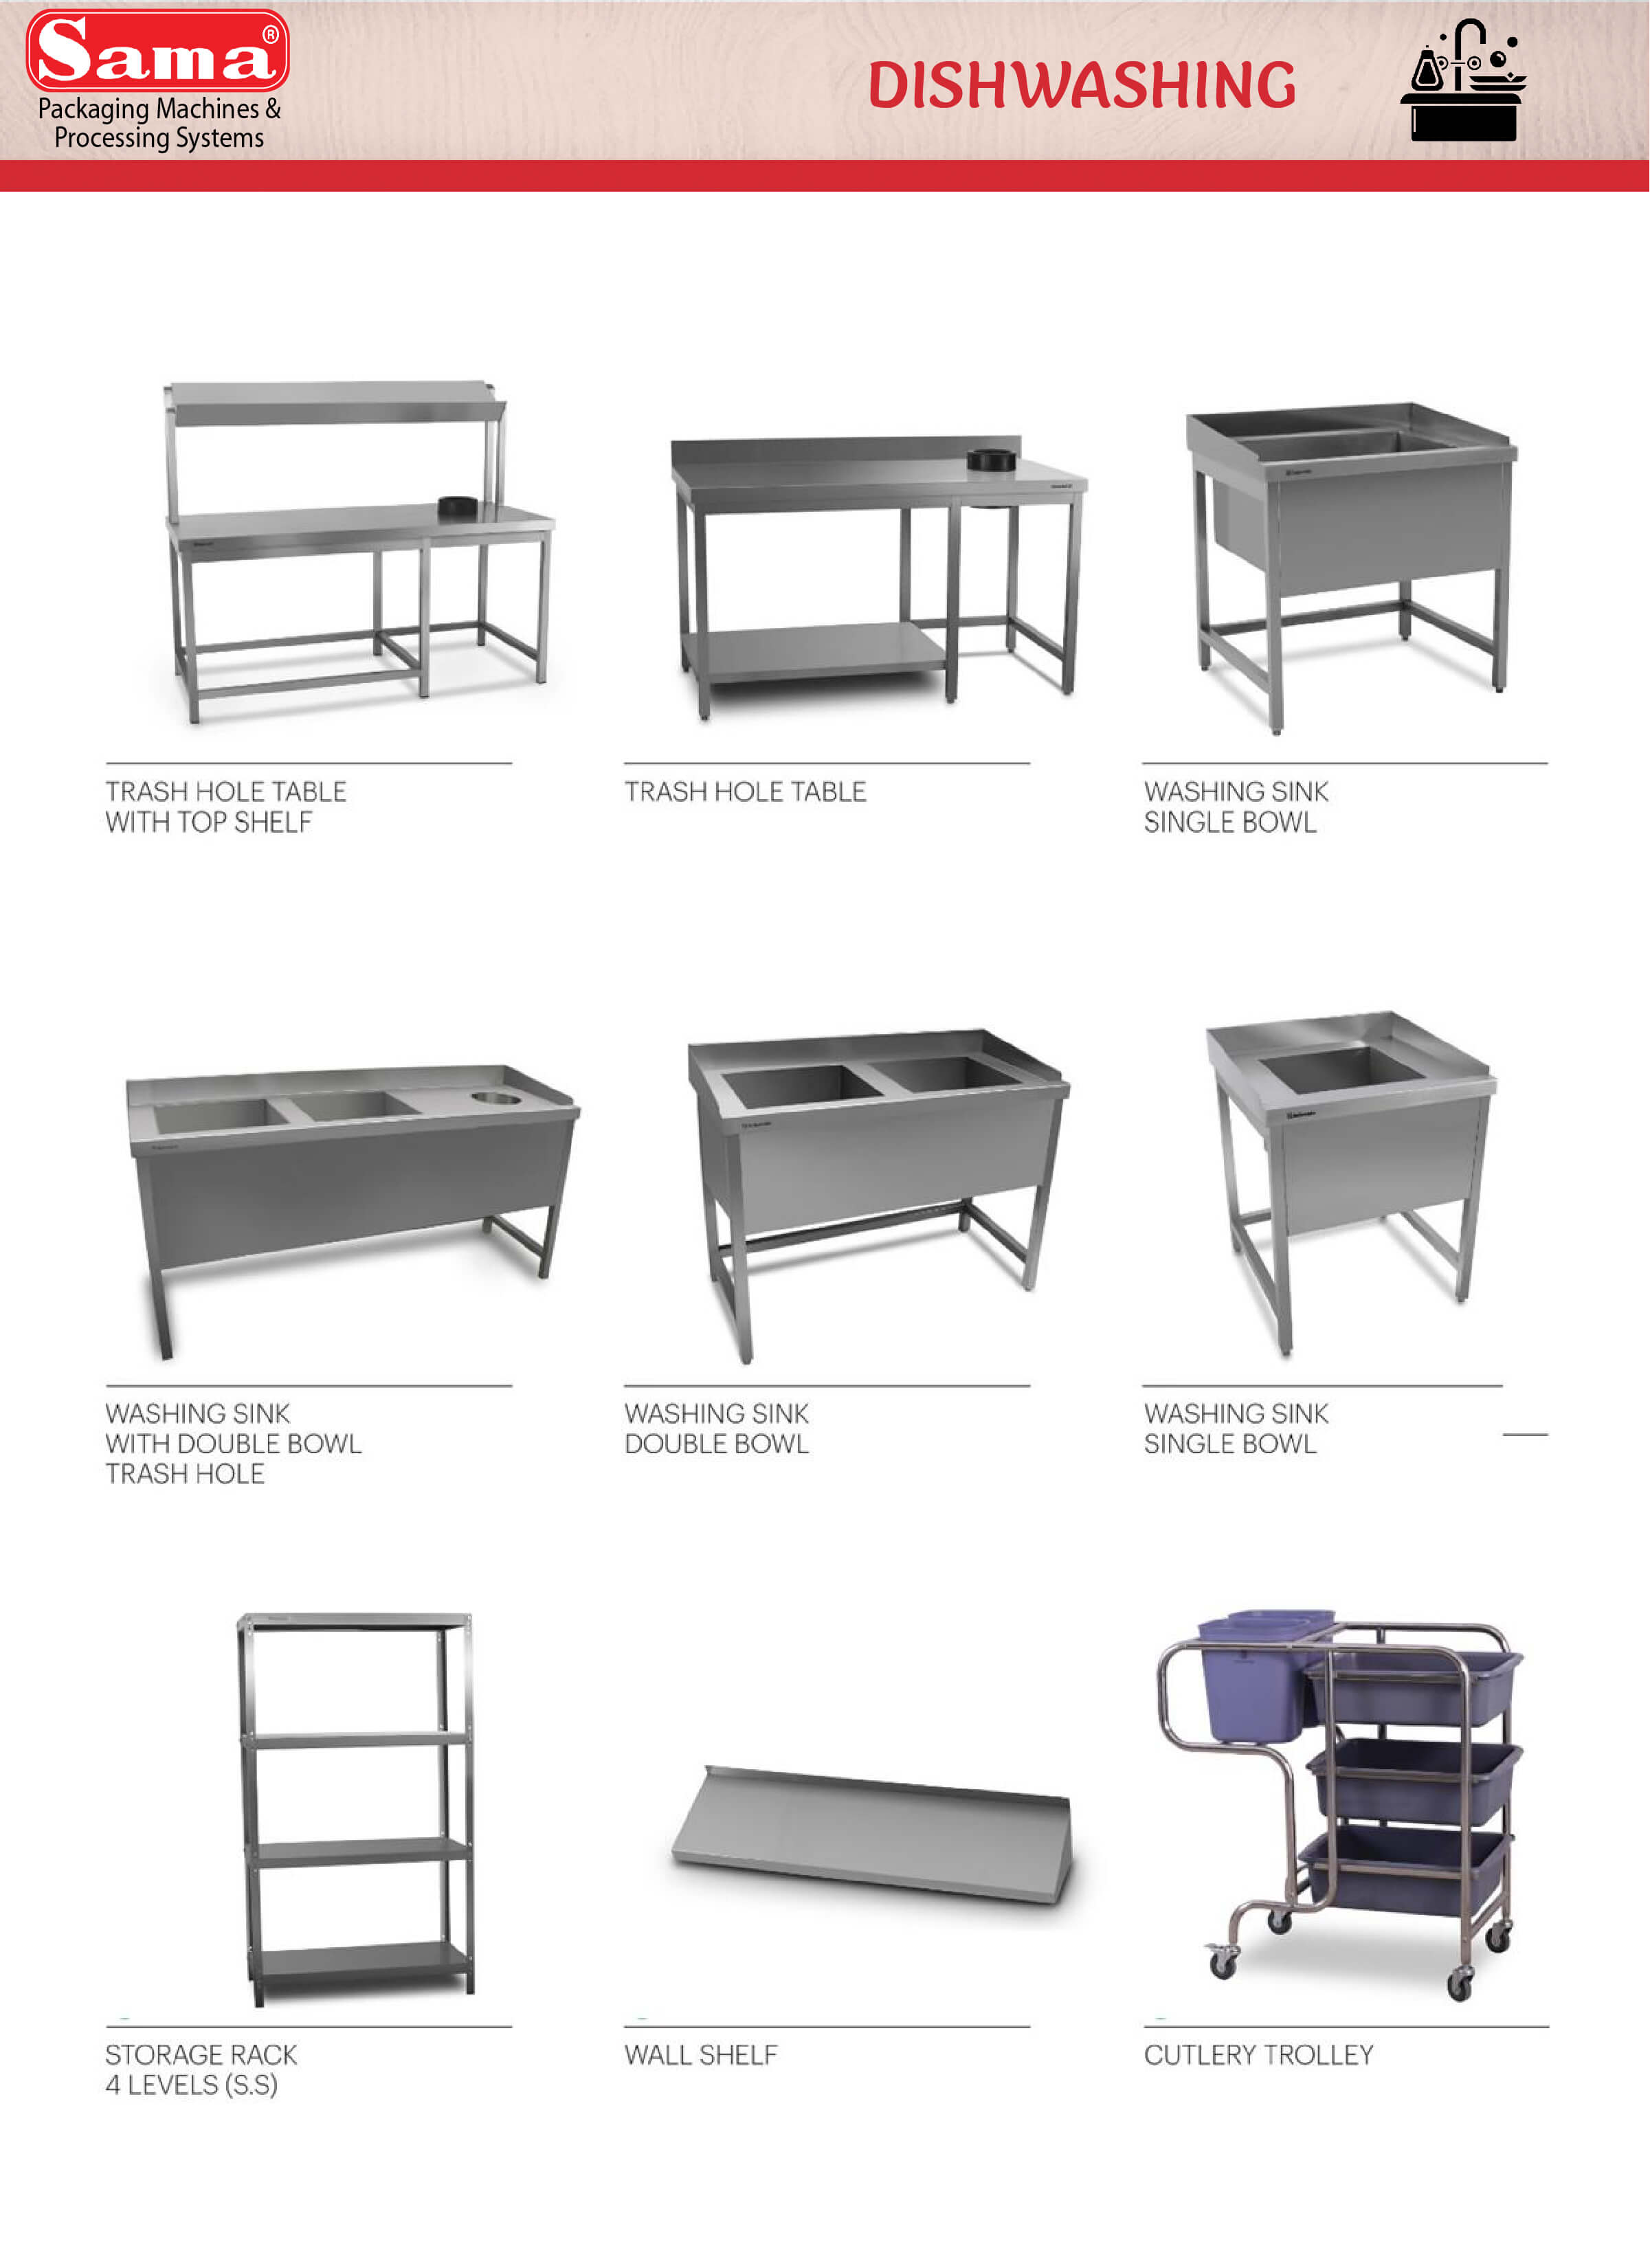 Sama®
Packaging Machines &
Processing Systems
DISHWASHING
TRASH HOLE TABLE
WITH TOP SHELF
TRASH HOLE TABLE
WASHING SINK
SINGLE BOWL
WASHING SINK
WITH DOUBLE BOWL
TRASH HOLE
WASHING SINK
DOUBLE BOWL
WASHING SINK
SINGLE BOWL
STORAGE RACK
4 LEVELS (S.S)
WALL SHELF
CUTLERY TROLLEY